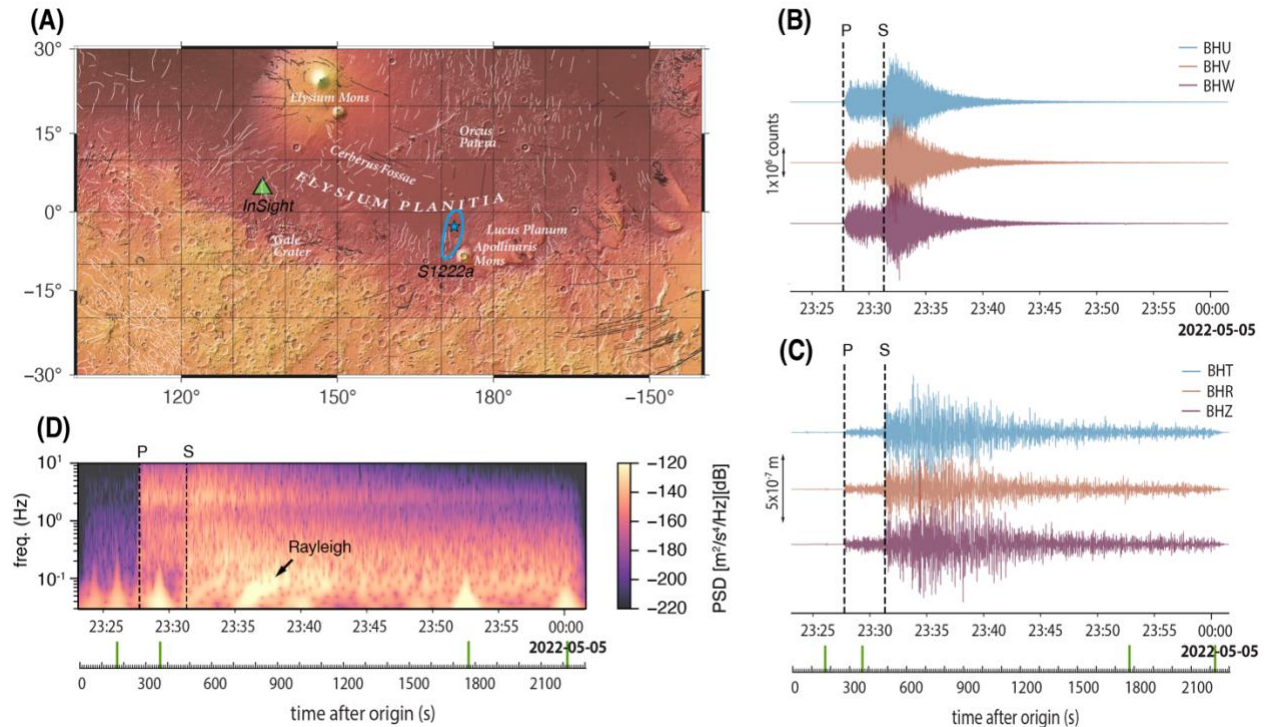 (A)
30°
15°
0°
−15°
−30°
120°
150°
180°
−150°
Elysium Mons
Orcus
Patera
Cerberus Fossae
ELYSIUM PLANITIA
InSight
Gale
Crater
Lucus Planum
Apollinaris
Mons
S1222a
(B)
P
S
BHU
BHV
BHW
1x10⁶ counts
23:25
23:30
23:35
23:40
23:45
23:50
23:55
00:00
2022-05-05
(C)
P
S
BHT
BHR
BHZ
5x10⁻⁷ m
23:25
23:30
23:35
23:40
23:45
23:50
23:55
00:00
2022-05-05
0
300
600
900
1200
1500
1800
2100
time after origin (s)
(D)
P
S
freq. (Hz)
10¹
10⁰
10⁻¹
Rayleigh
−120
−140
−160
−180
−200
−220
PSD [m²/s⁴/Hz][dB]
23:25
23:30
23:35
23:40
23:45
23:50
23:55
00:00
2022-05-05
0
300
600
900
1200
1500
1800
2100
time after origin (s)